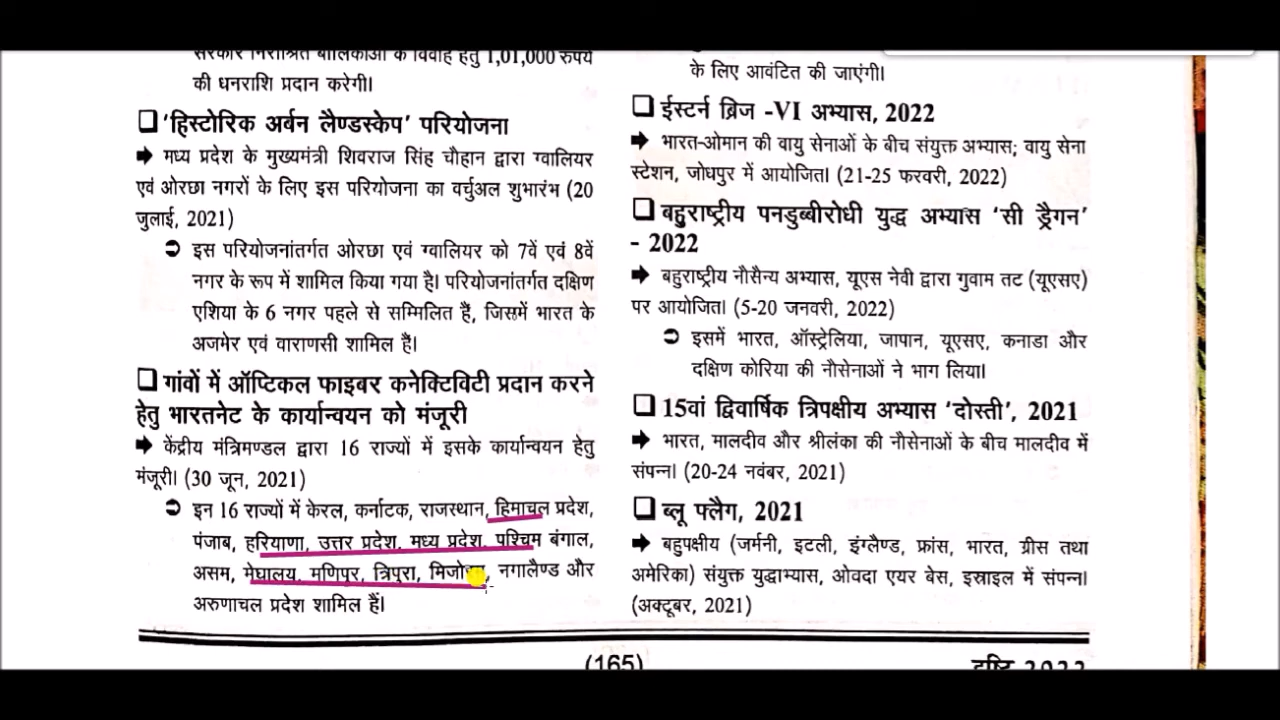 सरकार निराश्रित बालिकाओं के विवाह हेतु 1,01,000 रुपये
की धनराशि प्रदान करेगी।
'हिस्टोरिक अर्बन लैण्डस्केप' परियोजना
मध्य प्रदेश के मुख्यमंत्री शिवराज सिंह चौहान द्वारा ग्वालियर
एवं ओरछा नगरों के लिए इस परियोजना का वर्चुअल शुभारंभ (20
जुलाई, 2021)
इस परियोजनांतर्गत ओरछा एवं ग्वालियर को 7वें एवं 8वें
नगर के रूप में शामिल किया गया है। परियोजनांतर्गत दक्षिण
एशिया के 6 नगर पहले से सम्मिलित हैं, जिसमें भारत के
अजमेर एवं वाराणसी शामिल हैं।
गांवों में ऑप्टिकल फाइबर कनेक्टिविटी प्रदान करने
हेतु भारतनेट के कार्यान्वयन को मंजूरी
केंद्रीय मंत्रिमण्डल द्वारा 16 राज्यों में इसके कार्यान्वयन हेतु
मंजूरी। (30 जून, 2021)
इन 16 राज्यों में केरल, कर्नाटक, राजस्थान, हिमाचल प्रदेश,
पंजाब, हरियाणा, उत्तर प्रदेश, मध्य प्रदेश, पश्चिम बंगाल,
असम, मेघालय, मणिपुर, त्रिपुरा, नगालैण्ड और
अरुणाचल प्रदेश शामिल हैं।
के लिए आवंटित की जाएंगी।
ईस्टर्न ब्रिज -VI अभ्यास, 2022
भारत-ओमान की वायु सेनाओं के बीच संयुक्त अभ्यास; वायु सेना
स्टेशन, जोधपुर में आयोजित। (21-25 फरवरी, 2022)
बहुराष्ट्रीय पनडुब्बीरोधी युद्ध अभ्यास 'सी ड्रैगन'
- 2022
बहुराष्ट्रीय नौसैन्य अभ्यास, यूएस नेवी द्वारा गुवाम तट (यूएसए)
पर आयोजित। (5-20 जनवरी, 2022)
इसमें भारत, ऑस्ट्रेलिया, जापान, यूएसए, कनाडा और
दक्षिण कोरिया की नौसेनाओं ने भाग लिया।
15वां द्विवार्षिक त्रिपक्षीय अभ्यास 'दोस्ती', 2021
भारत, मालदीव और श्रीलंका की नौसेनाओं के बीच मालदीव में
संपन्न। (20-24 नवंबर, 2021)
ब्लू फ्लैग, 2021
बहुपक्षीय (जर्मनी, इटली, इंग्लैण्ड, फ्रांस, भारत, ग्रीस तथा
अमेरिका) संयुक्त युद्धाभ्यास, ओवदा एयर बेस, इस्राइल में संपन्न।
(अक्टूबर, 2021)
(165)
दृष्टि 2022